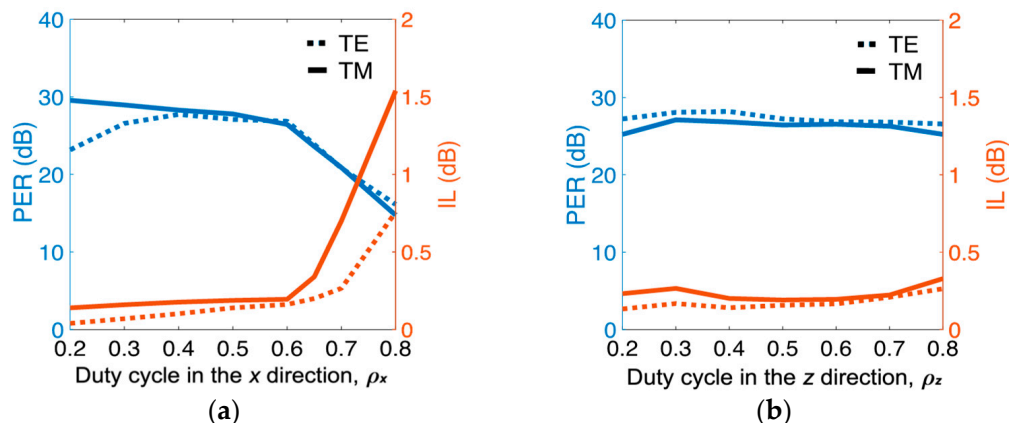 40
30
20
10
0
PER (dB)
TE
TM
2
1.5
1
0.5
0
IL (dB)
0.2 0.3 0.4 0.5 0.6 0.7 0.8
Duty cycle in the x direction, ρx
(a)
40
30
20
10
0
PER (dB)
TE
TM
2
1.5
1
0.5
0
IL (dB)
0.2 0.3 0.4 0.5 0.6 0.7 0.8
Duty cycle in the z direction, ρz
(b)